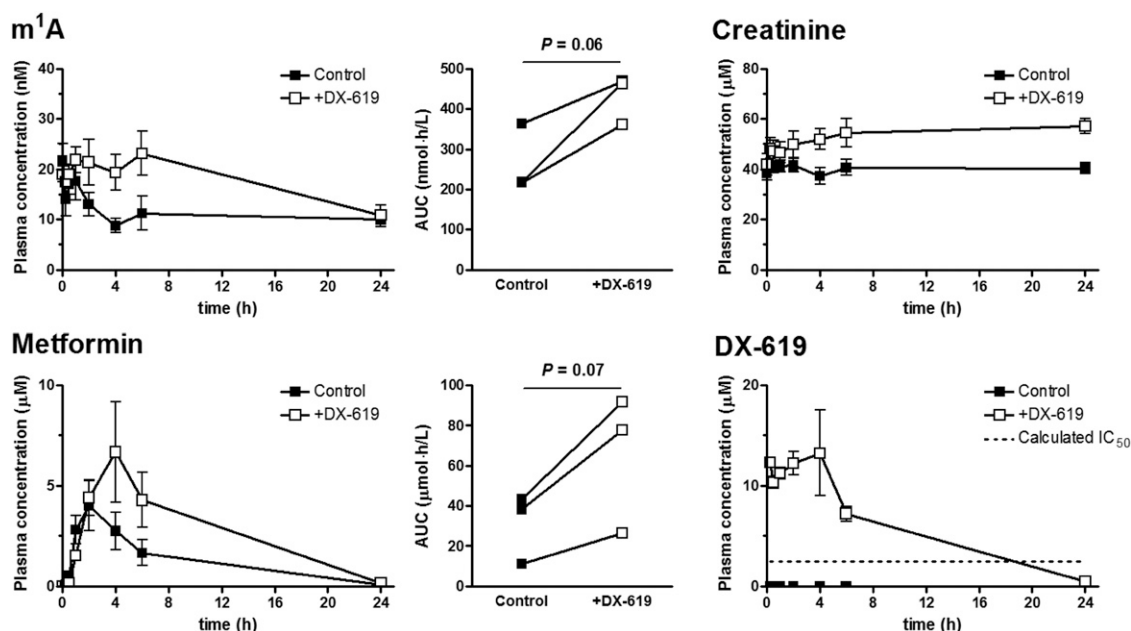 m¹A
Plasma concentration (nM)
40
30
20
10
0
Control
+DX-619
0 4 8 12 16 20 24
time (h)
P = 0.06
AUC (nmol·h/L)
500
400
300
200
100
0
Control +DX-619
Creatinine
Plasma concentration (μM)
80
60
40
20
0
Control
+DX-619
0 4 8 12 16 20 24
time (h)
Metformin
Plasma concentration (μM)
10
5
0
Control
+DX-619
0 4 8 12 16 20 24
time (h)
P = 0.07
AUC (μmol·h/L)
100
80
60
40
20
0
Control +DX-619
DX-619
Plasma concentration (μM)
20
15
10
5
0
Control
+DX-619
Calculated IC₅₀
0 4 8 12 16 20 24
time (h)